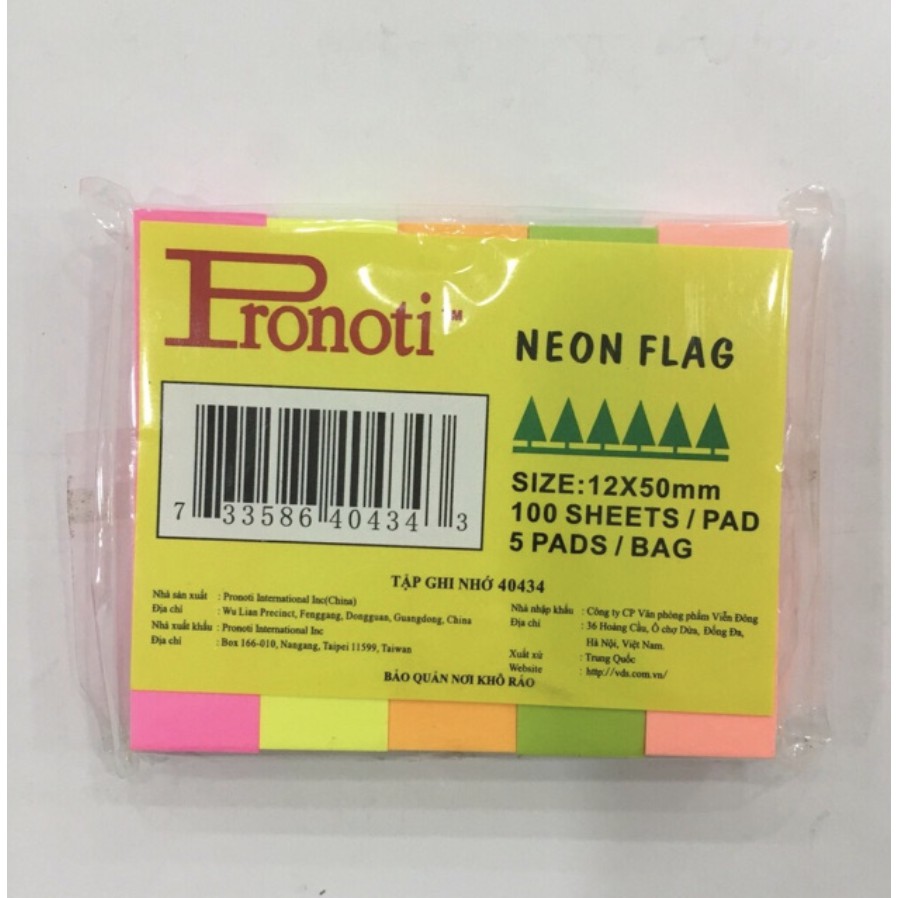 Pronoti™
NEON FLAG
7 33586 40434 3
SIZE:12X50mm
100 SHEETS / PAD
5 PADS / BAG
TẬP GHI NHỚ 40434
Nhà sản xuất : Pronoti International Inc(China)
Địa chỉ : Wu Lian Precinct, Fenggang, Dongguan, Guangdong, China
Nhà xuất khẩu : Pronoti International Inc
Địa chỉ : Box 166-010, Nangang, Taipei 11599, Taiwan
Nhà nhập khẩu : Công ty CP Văn phòng phẩm Viễn Đông
Địa chỉ : 36 Hoàng Cầu, Ô chợ Dừa, Đống Đa,
Hà Nội, Việt Nam.
Xuất xứ : Trung Quốc
Website : http://vds.com.vn/
BẢO QUẢN NƠI KHÔ RÁO